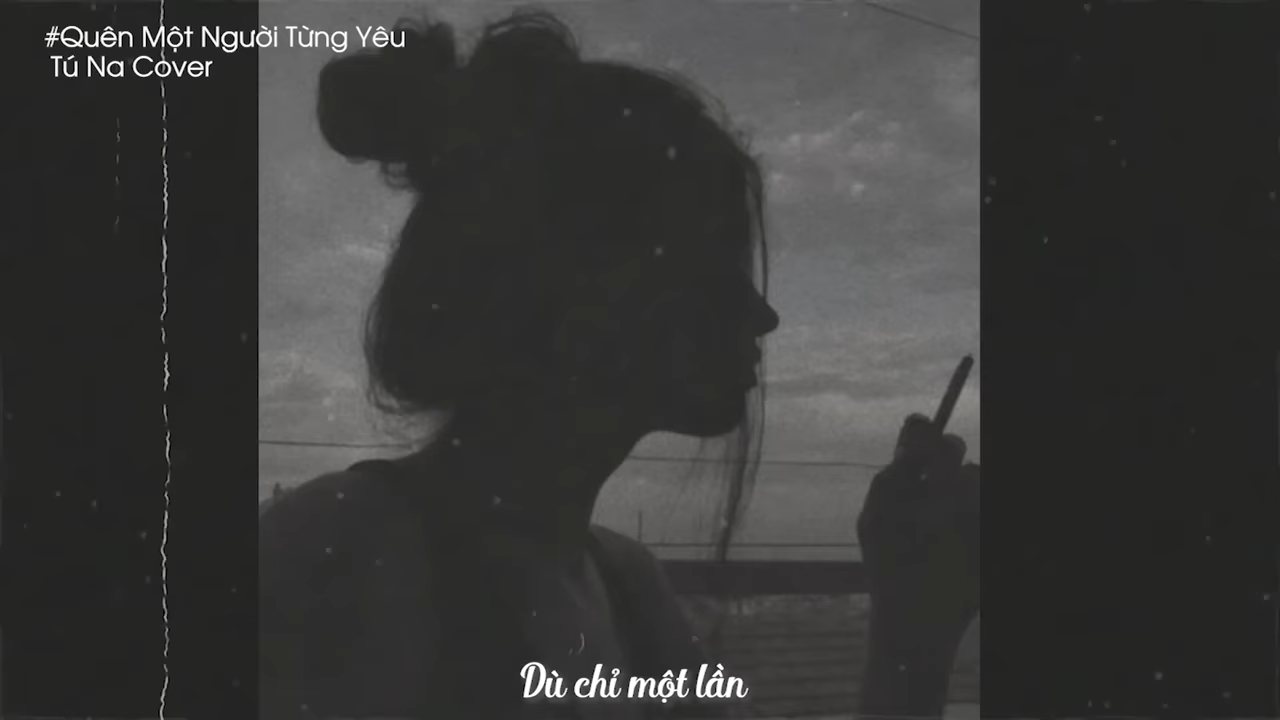 #Quên Một Người Từng Yêu
Tú Na Cover
Dù chỉ một lần